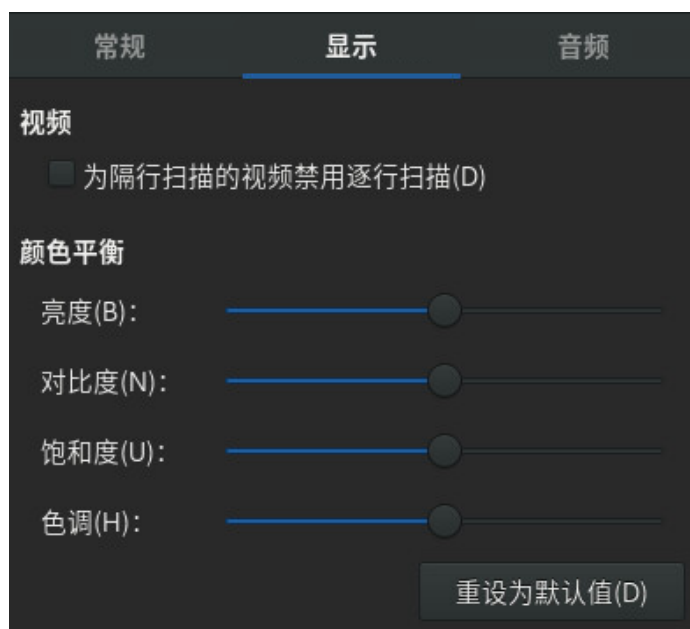 常规 显示 音频
视频
为隔行扫描的视频禁用逐行扫描(D)
颜色平衡
亮度(B)：
对比度(N)：
饱和度(U)：
色调(H)：
重设为默认值(D)